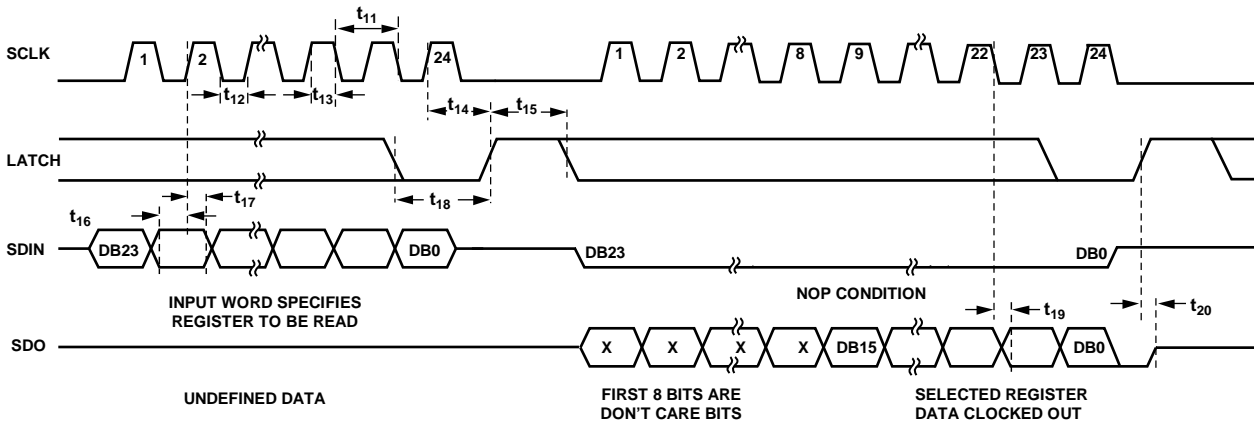 t11
SCLK
1
2
24
1
2
8
9
22
23
24
t12
t13
t14
t15
LATCH
t16
t17
t18
SDIN
DB23
DB0
DB23
DB0
INPUT WORD SPECIFIES
REGISTER TO BE READ
NOP CONDITION
t19
t20
SDO
X
X
X
X
DB15
DB0
UNDEFINED DATA
FIRST 8 BITS ARE
DON'T CARE BITS
SELECTED REGISTER
DATA CLOCKED OUT